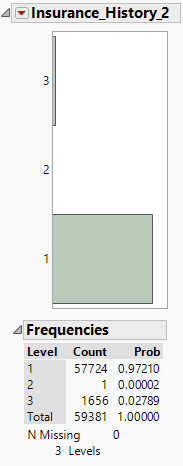 Insurance_History_2
3
2
1
Frequencies
Level Count Prob
1 57724 0.97210
2 1 0.00002
3 1656 0.02789
Total 59381 1.00000
N Missing 0
3 Levels